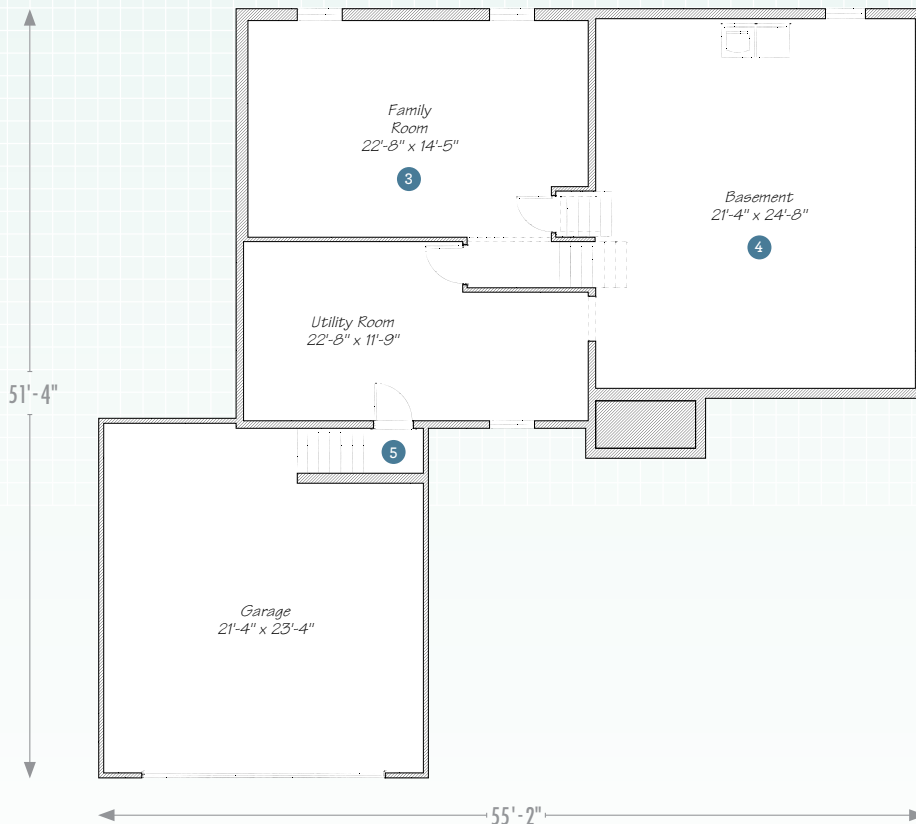 Family
Room
22'-8" x 14'-5"
3
Basement
21'-4" x 24'-8"
4
Utility Room
22'-8" x 11'-9"
51'-4"
5
Garage
21'-4" x 23'-4"
55'-2"